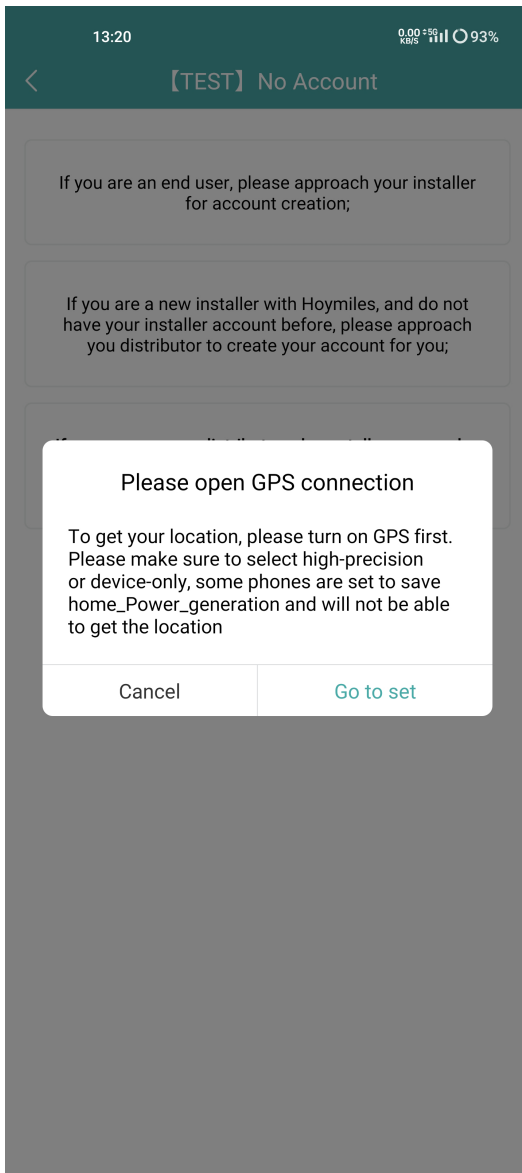 13:20
0.00 KB/S 5G 93%
【TEST】 No Account
If you are an end user, please approach your installer
for account creation;
If you are a new installer with Hoymiles, and do not
have your installer account before, please approach
you distributor to create your account for you;
Please open GPS connection
To get your location, please turn on GPS first.
Please make sure to select high-precision
or device-only, some phones are set to save
home_Power_generation and will not be able
to get the location
Cancel
Go to set